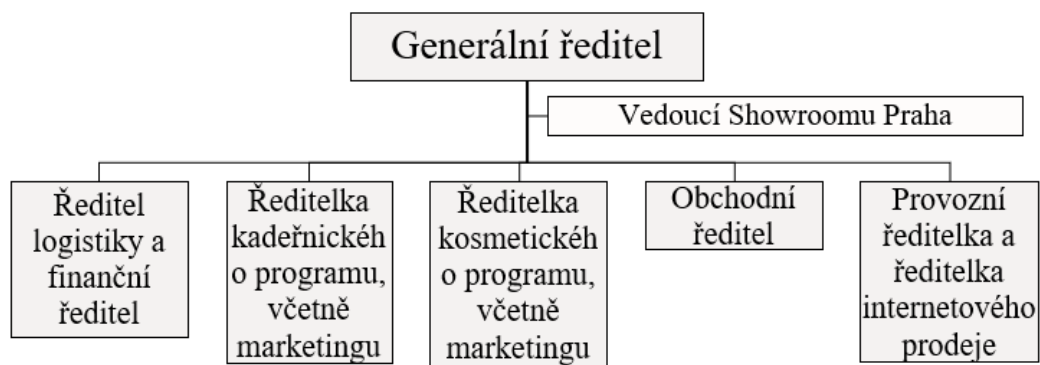 Generální ředitel
Vedoucí Showroomu Praha
Ředitel
logistiky a
finanční
ředitel
Ředitelka
kadeřnickéh
o programu,
včetně
marketingu
Ředitelka
kosmetickéh
o programu,
včetně
marketingu
Obchodní
ředitel
Provozní
ředitelka a
ředitelka
internetového
prodeje